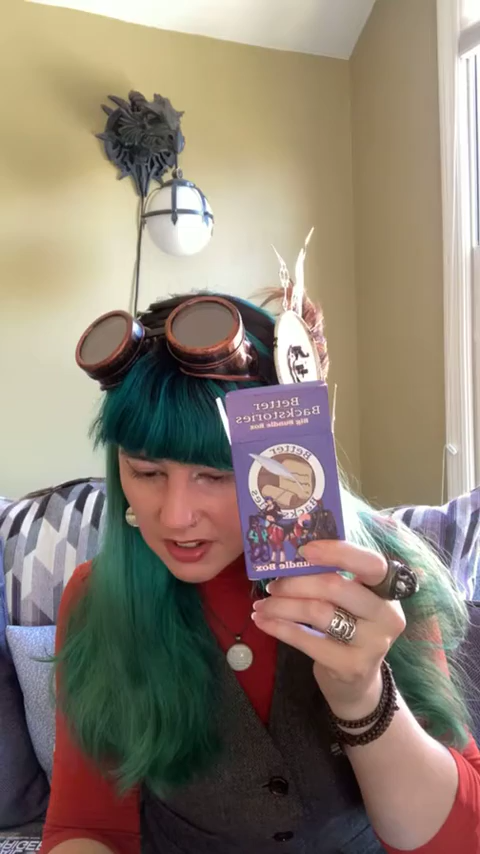 Better
Backstories
Big Bundle Box
Better
Backstories
Bundle Box